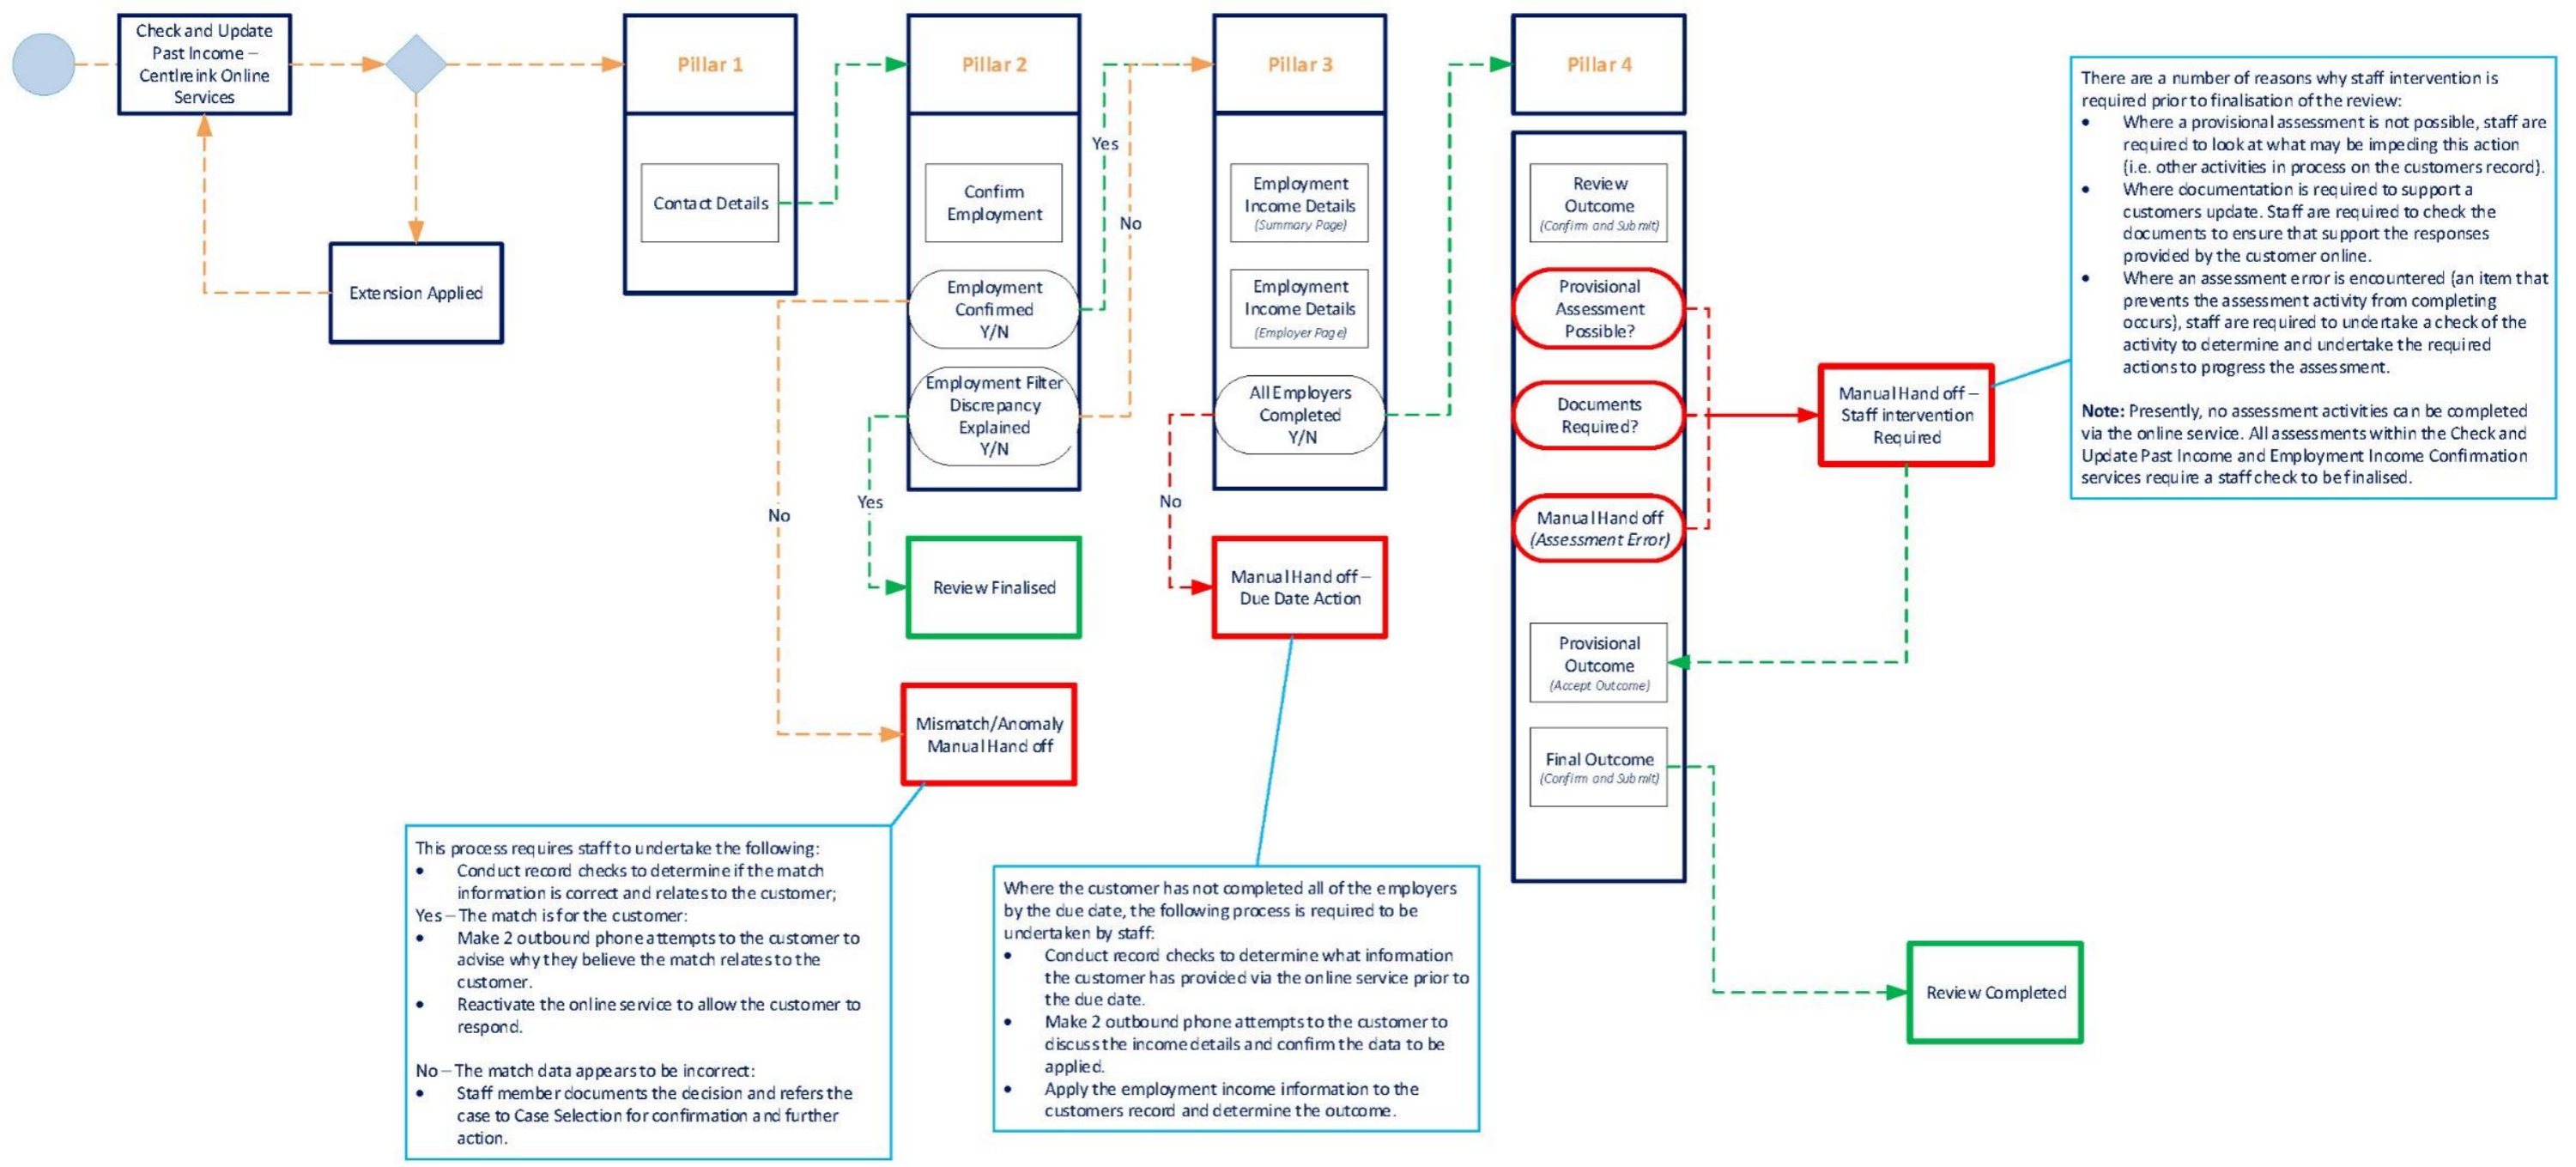 Check and Update
Past Income –
Centlreink Online
Services
Extension Applied
Pillar 1
Contact Details
Pillar 2
Confirm
Employment
Employment
Confirmed
Y/N
Employment Filter
Discrepancy
Explained
Y/N
Yes
No
No
Yes
Review Finalised
Mismatch/Anomaly
Manual Hand off
Pillar 3
Employment
Income Details
(Summary Page)
Employment
Income Details
(Employer Page)
All Employers
Completed
Y/N
No
Manual Hand off –
Due Date Action
Pillar 4
Review
Outcome
(Confirm and Submit)
Provisional
Assessment
Possible?
Documents
Required?
Manual Hand off
(Assessment Error)
Provisional
Outcome
(Accept Outcome)
Final Outcome
(Confirm and Submit)
Manual Hand off –
Staff intervention
Required
Review Completed
There are a number of reasons why staff intervention is
required prior to finalisation of the review:
• Where a provisional assessment is not possible, staff are
required to look at what may be impeding this action
(i.e. other activities in process on the customers record).
• Where documentation is required to support a
customers update. Staff are required to check the
documents to ensure that support the responses
provided by the customer online.
• Where an assessment error is encountered (an item that
prevents the assessment activity from completing
occurs), staff are required to undertake a check of the
activity to determine and undertake the required
actions to progress the assessment.
Note: Presently, no assessment activities can be completed
via the online service. All assessments within the Check and
Update Past Income and Employment Income Confirmation
services require a staff check to be finalised.
This process requires staff to undertake the following:
• Conduct record checks to determine if the match
information is correct and relates to the customer;
Yes – The match is for the customer:
• Make 2 outbound phone attempts to the customer to
advise why they believe the match relates to the
customer.
• Reactivate the online service to allow the customer to
respond.
No – The match data appears to be incorrect:
• Staff member documents the decision and refers the
case to Case Selection for confirmation and further
action.
Where the customer has not completed all of the employers
by the due date, the following process is required to be
undertaken by staff:
• Conduct record checks to determine what information
the customer has provided via the online service prior to
the due date.
• Make 2 outbound phone attempts to the customer to
discuss the income details and confirm the data to be
applied.
• Apply the employment income information to the
customers record and determine the outcome.